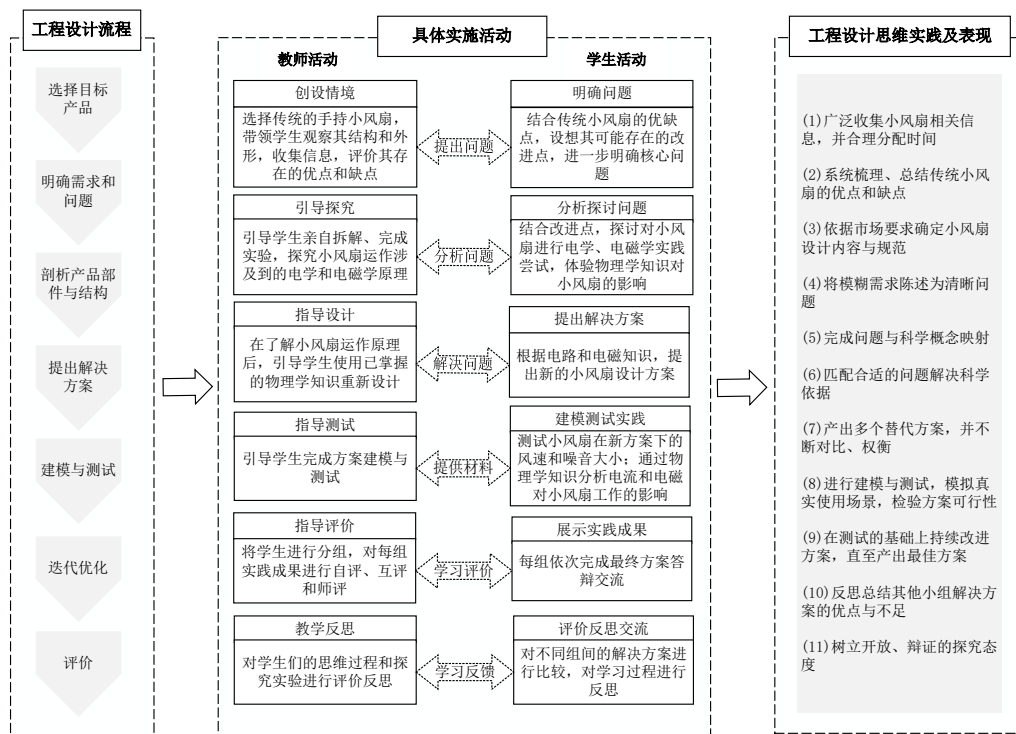 工程设计流程
选择目标
产品
明确需求和
问题
剖析产品部
件与结构
提出解决
方案
建模与测试
迭代优化
评价
具体实施活动
教师活动
学生活动
创设情境
选择传统的手持小风扇，
带领学生观察其结构和外
形，收集信息，评价其存
在的优点和缺点
提出问题
明确问题
结合传统小风扇的优缺
点，设想其可能存在的改
进点，进一步明确核心问
题
引导探究
引导学生亲自拆解、完成
实验，探究小风扇运作涉
及到的电学和电磁学原理
分析问题
分析探讨问题
结合改进点，探讨对小风
扇进行电学、电磁学实践
尝试，体验物理学知识对
小风扇的影响
指导设计
在了解小风扇运作原理
后，引导学生使用已掌握
的物理学知识重新设计
解决问题
提出解决方案
根据电路和电磁知识，提
出新的小风扇设计方案
指导测试
引导学生完成方案建模与
测试
提供材料
建模测试实践
测试小风扇在新方案下的
风速和噪音大小；通过物
理学知识分析电流和电磁
对小风扇工作的影响
指导评价
将学生进行分组，对每组
实践成果进行自评、互评
和师评
学习评价
展示实践成果
每组依次完成最终方案答
辩交流
教学反思
对学生们的思维过程和探
究实验进行评价反思
学习反馈
评价反思交流
对不同组间的解决方案进
行比较，对学习过程进行
反思
工程设计思维实践及表现
(1)广泛收集小风扇相关信
息，并合理分配时间
(2)系统梳理、总结传统小风
扇的优点和缺点
(3)依据市场要求确定小风扇
设计内容与规范
(4)将模糊需求陈述为清晰问
题
(5)完成问题与科学概念映射
(6)匹配合适的问题解决科学
依据
(7)产出多个替代方案，并不
断对比、权衡
(8)进行建模与测试，模拟真
实使用场景，检验方案可行性
(9)在测试的基础上持续改进
方案，直至产出最佳方案
(10)反思总结其他小组解决方
案的优点与不足
(11)树立开放、辩证的探究态
度